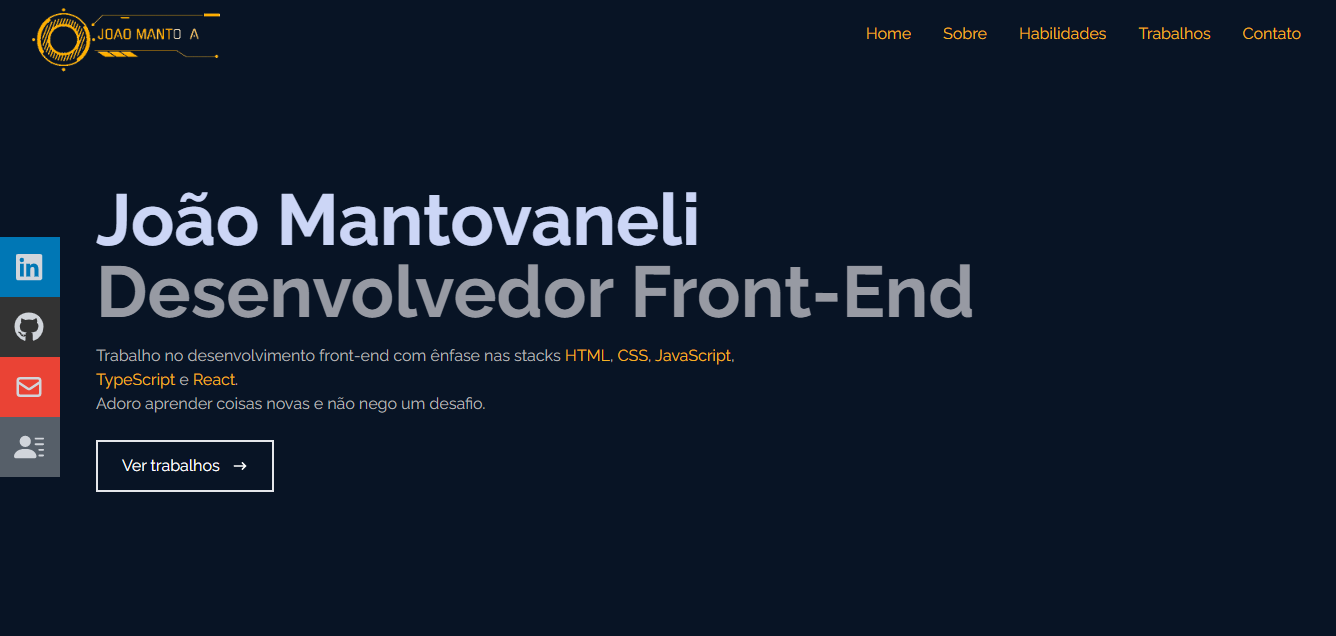 JOAO MANTO A
Home Sobre Habilidades Trabalhos Contato
João Mantovaneli
Desenvolvedor Front-End
in
Trabalho no desenvolvimento front-end com ênfase nas stacks HTML, CSS, JavaScript,
TypeScript e React.
Adoro aprender coisas novas e não nego um desafio.
Ver trabalhos →